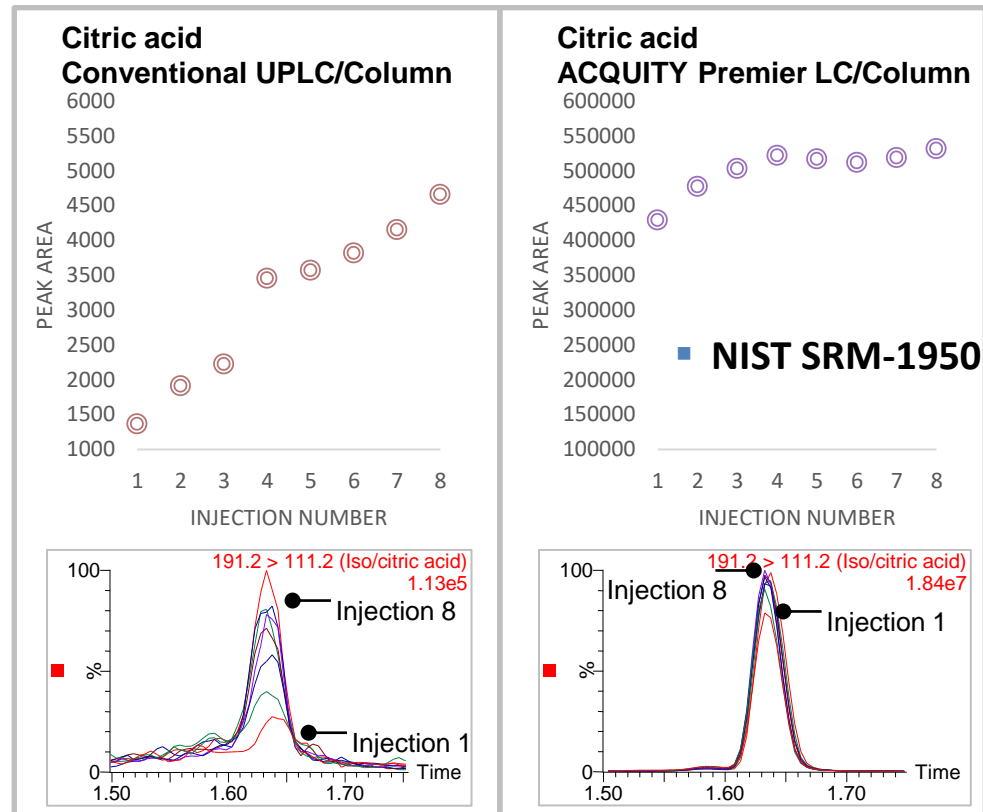 Citric acid
Conventional UPLC/Column
6000
5500
5000
4500
4000
3500
3000
2500
2000
1500
1000
PEAK AREA
1 2 3 4 5 6 7 8
INJECTION NUMBER
191.2 > 111.2 (Iso/citric acid)
1.13e5
100
%
0
Injection 8
Injection 1
1.50 1.60 1.70
Time
Citric acid
ACQUITY Premier LC/Column
600000
550000
500000
450000
400000
350000
300000
250000
200000
150000
100000
PEAK AREA
NIST SRM-1950
1 2 3 4 5 6 7 8
INJECTION NUMBER
191.2 > 111.2 (Iso/citric acid)
1.84e7
100
%
0
Injection 8
Injection 1
1.50 1.60 1.70
Time